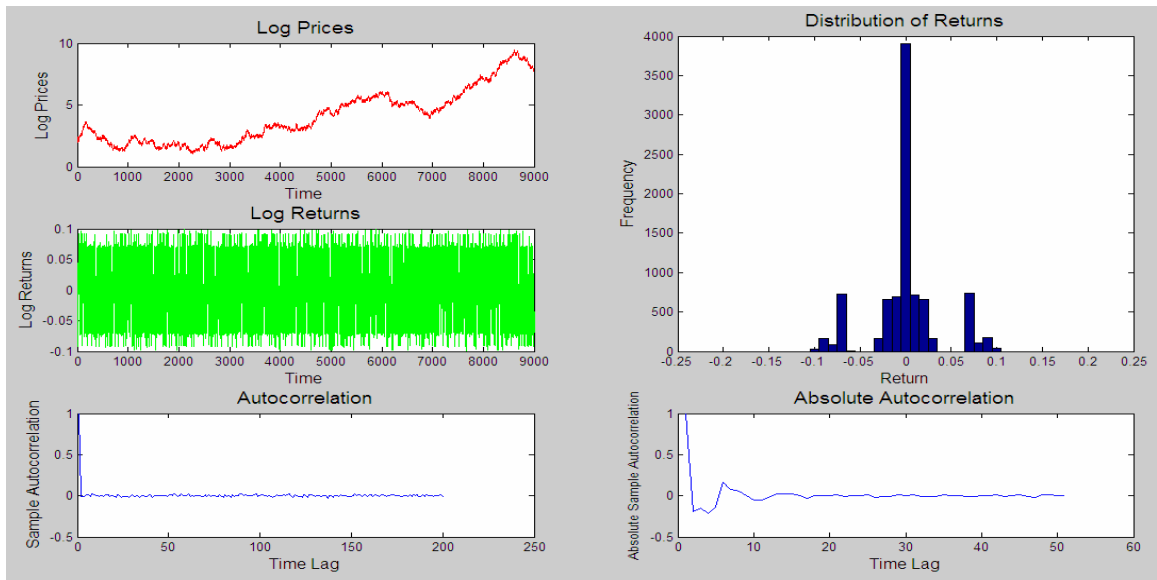 Log Prices
Log Prices
10
5
0
0 1000 2000 3000 4000 5000 6000 7000 8000 9000
Time
Log Returns
Log Returns
0.1
0.05
0
-0.05
-0.1
0 1000 2000 3000 4000 5000 6000 7000 8000 9000
Time
Autocorrelation
Sample Autocorrelation
1
0.5
0
-0.5
0 50 100 150 200 250
Time Lag
Distribution of Returns
Frequency
4000
3500
3000
2500
2000
1500
1000
500
0
-0.25 -0.2 -0.15 -0.1 -0.05 0 0.05 0.1 0.15 0.2 0.25
Return
Absolute Autocorrelation
Absolute Sample Autocorrelation
1
0.5
0
-0.5
0 10 20 30 40 50 60
Time Lag